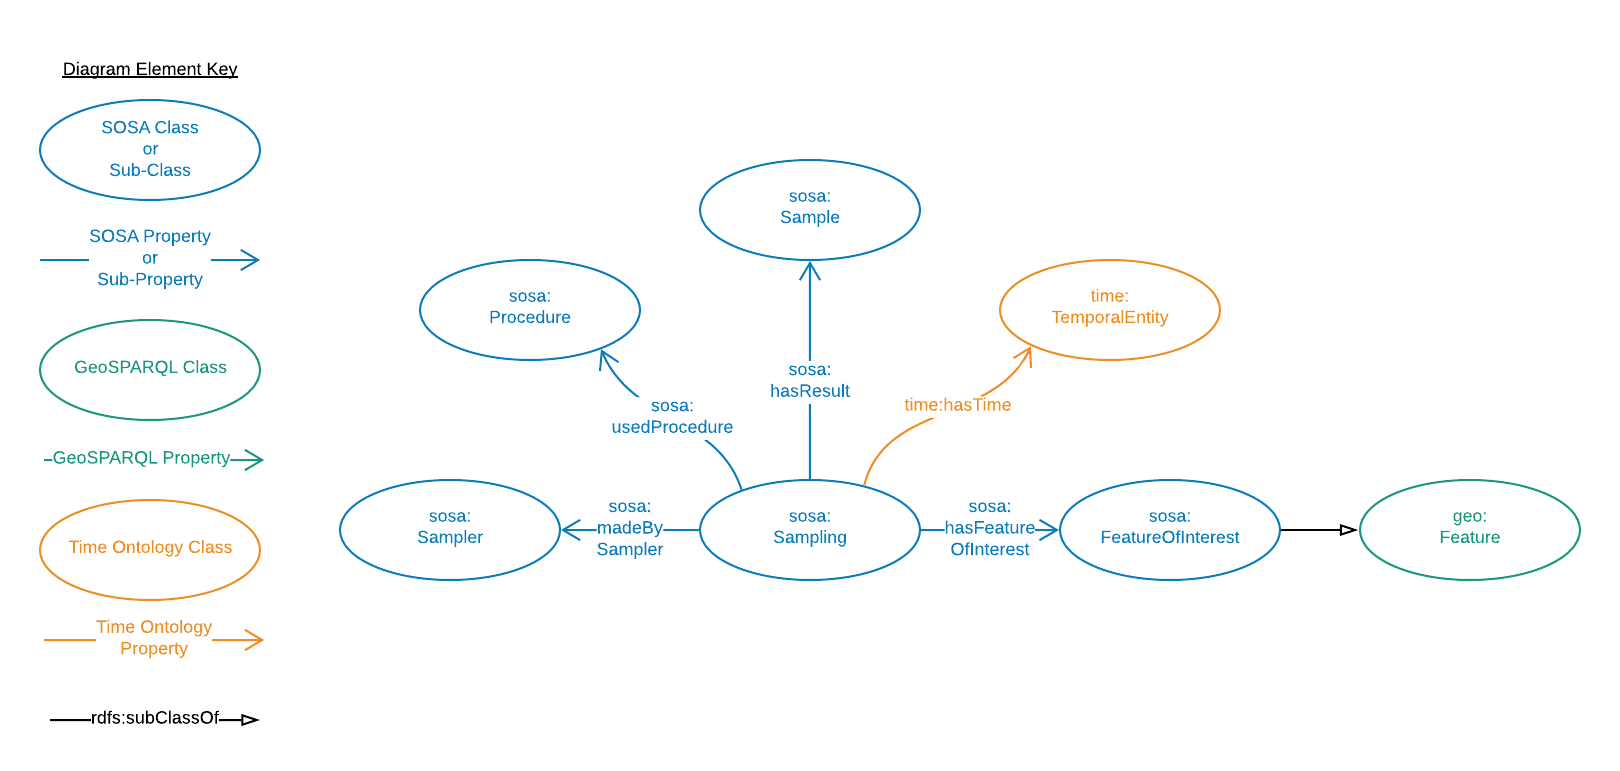 Diagram Element Key
SOSA Class
or
Sub-Class
SOSA Property
or
Sub-Property
GeoSPARQL Class
GeoSPARQL Property
Time Ontology Class
Time Ontology
Property
rdfs:subClassOf
sosa:
Sample
sosa:
Procedure
time:
TemporalEntity
sosa:
hasResult
sosa:
usedProcedure
time:hasTime
sosa:
Sampler
sosa:
madeBy
Sampler
sosa:
Sampling
sosa:
hasFeature
OfInterest
sosa:
FeatureOfInterest
geo:
Feature